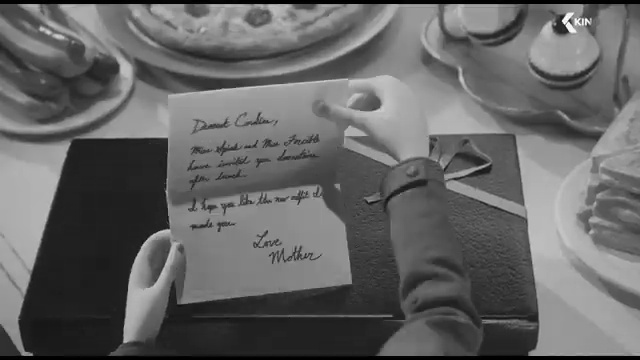 KIN
Dearest Coraline,
Miss Spink and Miss Forcible
have invited you downstairs
after lunch.
I hope you like the new outfit I
made you.
Love
Mother